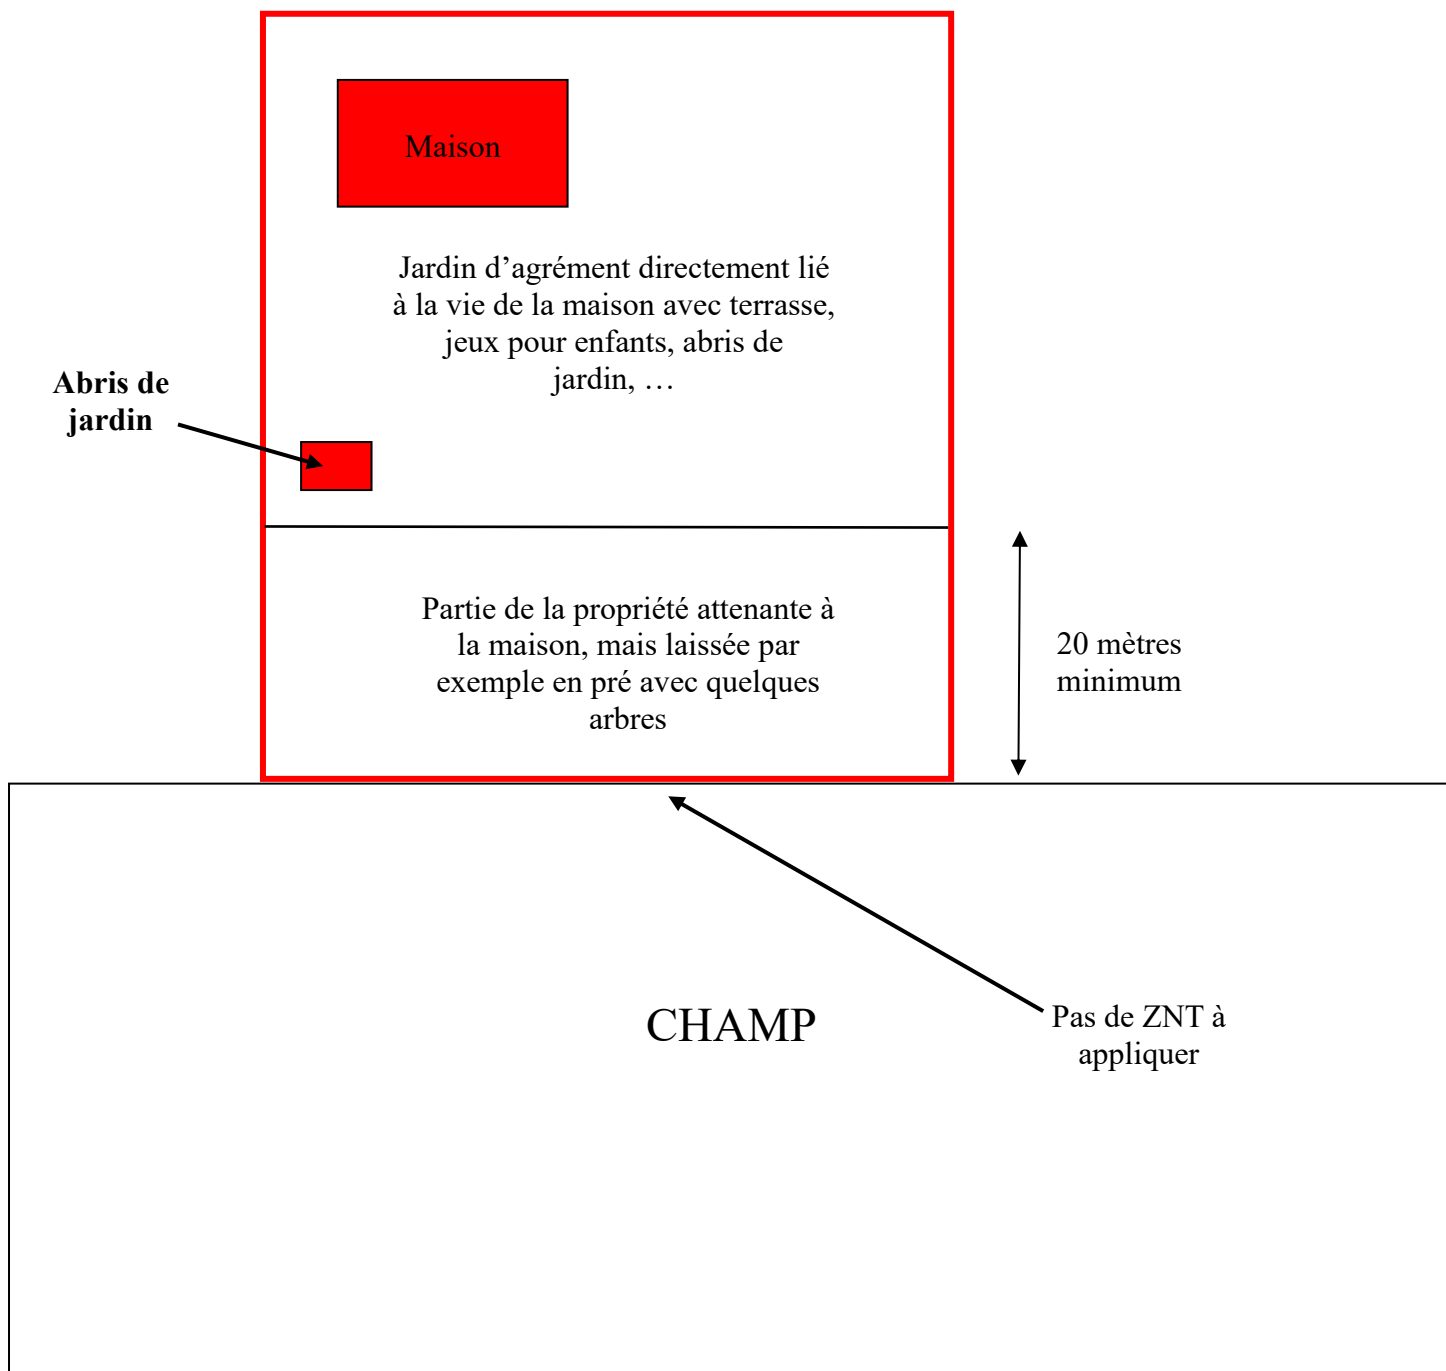 Maison
Jardin d’agrément directement lié
à la vie de la maison avec terrasse,
jeux pour enfants, abris de
jardin, …
Abris de
jardin
Partie de la propriété attenante à
la maison, mais laissée par
exemple en pré avec quelques
arbres
20 mètres
minimum
CHAMP
Pas de ZNT à
appliquer